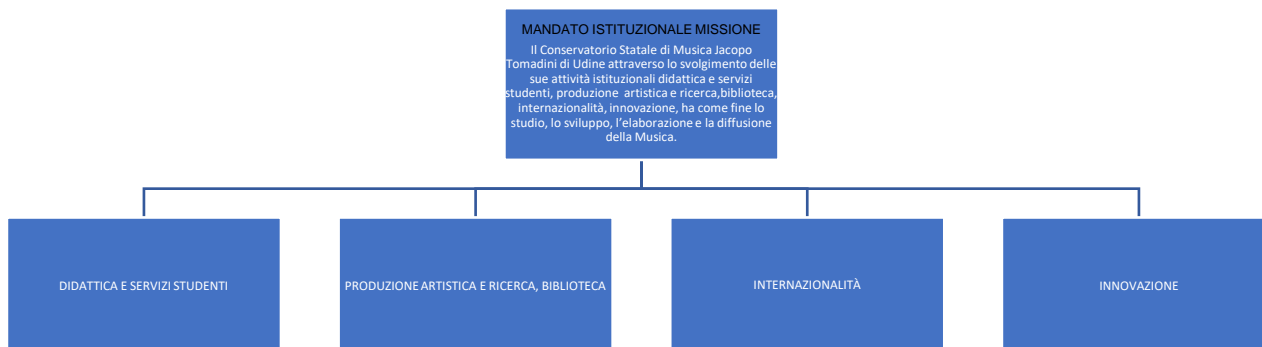 MANDATO ISTITUZIONALE MISSIONE
Il Conservatorio Statale di Musica Jacopo
Tomadini di Udine attraverso lo svolgimento delle
sue attività istituzionali didattica e servizi
studenti, produzione artistica e ricerca,biblioteca,
internazionalità, innovazione, ha come fine lo
studio, lo sviluppo, l'elaborazione e la diffusione
della Musica.
DIDATTICA E SERVIZI STUDENTI
PRODUZIONE ARTISTICA E RICERCA, BIBLIOTECA
INTERNAZIONALITÀ
INNOVAZIONE